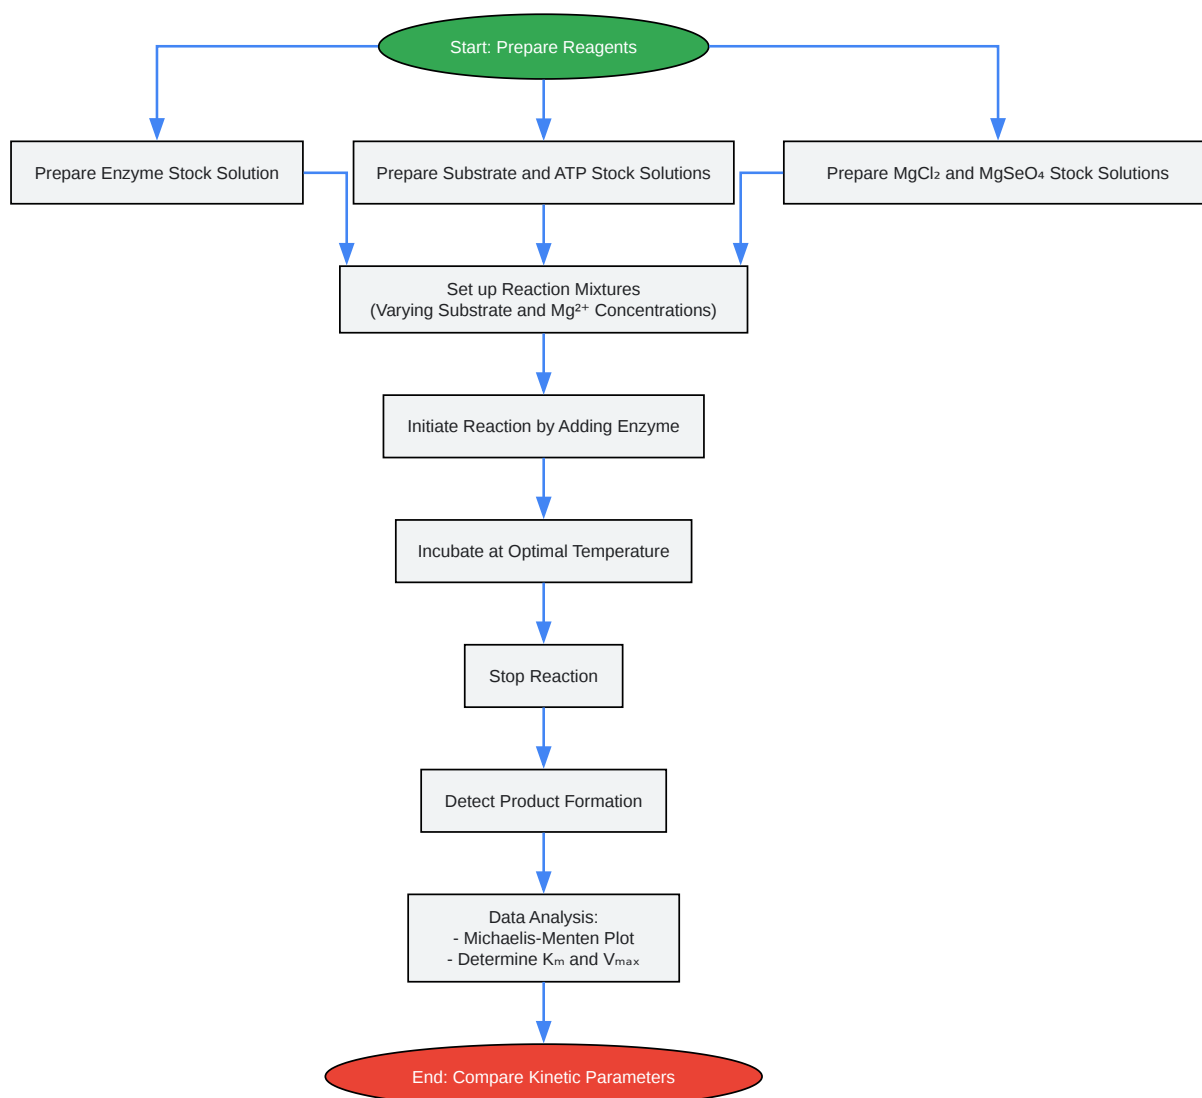 Start: Prepare Reagents
Prepare Enzyme Stock Solution
Prepare Substrate and ATP Stock Solutions
Prepare MgCl₂ and MgSeO₄ Stock Solutions
Set up Reaction Mixtures
(Varying Substrate and Mg²⁺ Concentrations)
Initiate Reaction by Adding Enzyme
Incubate at Optimal Temperature
Stop Reaction
Detect Product Formation
Data Analysis:
- Michaelis-Menten Plot
- Determine Kₘ and Vₘₐₓ
End: Compare Kinetic Parameters